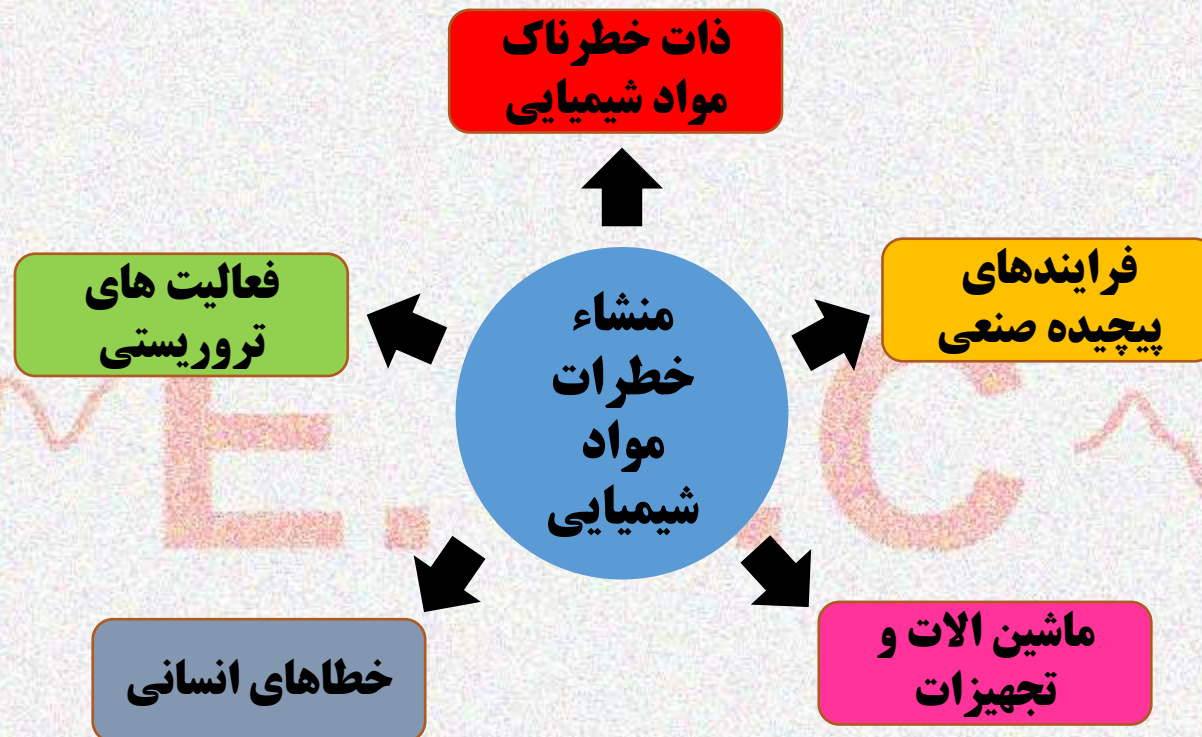 ذات خطرناک
مواد شیمیایی
فرایندهای
پیچیده صنعی
فعالیت های
تروریستی
منشاء
خطرات
مواد
شیمیایی
ماشین الات و
تجهیزات
خطاهای انسانی
E. .C